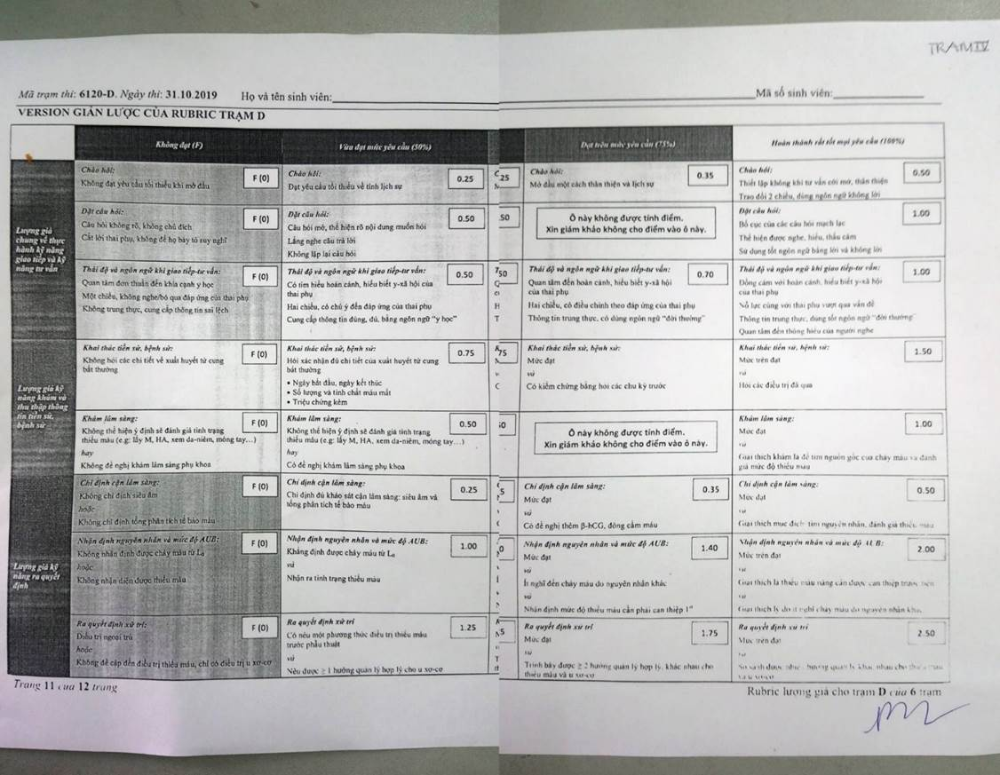 TRẠM IV
Mã trạm thi: 6120-D. Ngày thi: 31.10.2019 Họ và tên sinh viên: Mã số sinh viên:
VERSION GIẢN LƯỢC CỦA RUBRIC TRẠM D
Không đạt (F)
Vừa đạt mức yêu cầu (50%)
Đạt trên mức yêu cầu (75%)
Hoàn thành rất tốt mọi yêu cầu (100%)
Lượng giá
chung về thực
hành kỹ năng
giao tiếp và kỹ
năng tư vấn
Chào hỏi:
Không đạt yêu cầu tối thiểu khi mở đầu
F (0)
Chào hỏi:
Đạt yêu cầu tối thiểu về tính lịch sự
0.25
25
Chào hỏi:
Mở đầu một cách thân thiện và lịch sự
0.35
Chào hỏi:
Thiết lập không khí tư vấn cởi mở, thân thiện
Trao đổi 2 chiều, dùng ngôn ngữ không lời
0.50
Đặt câu hỏi:
Câu hỏi không rõ, không chủ đích
Cắt lời thai phụ, không để họ bày tỏ suy nghĩ
F (0)
Đặt câu hỏi:
Câu hỏi mở, thể hiện rõ nội dung muốn hỏi
Lắng nghe câu trả lời
Không lặp lại câu hỏi
0.50
50
Ô này không được tính điểm.
Xin giám khảo không cho điểm vào ô này.
Đặt câu hỏi:
Bố cục của các câu hỏi mạch lạc
Thể hiện được nghe, hiểu, thấu cảm
Sử dụng tốt ngôn ngữ bằng lời và không lời
1.00
Thái độ và ngôn ngữ khi giao tiếp-tư vấn:
Quan tâm đơn thuần đến khía cạnh y học
Một chiều, không nghe/bỏ qua đáp ứng của thai phụ
Không trung thực, cung cấp thông tin sai lệch
F (0)
Thái độ và ngôn ngữ khi giao tiếp-tư vấn:
Có tìm hiểu hoàn cảnh, hiểu biết y-xã hội của
thai phụ
Hai chiều, có chú ý đến đáp ứng của thai phụ
Cung cấp thông tin đúng, đủ, bằng ngôn ngữ "y học"
0.50
50
Thái độ và ngôn ngữ khi giao tiếp-tư vấn:
Quan tâm đến hoàn cảnh, hiểu biết y-xã hội
của thai phụ
Hai chiều, có điều chỉnh theo đáp ứng của thai phụ
Thông tin trung thực, có dùng ngôn ngữ "đời thường"
0.70
Thái độ và ngôn ngữ khi giao tiếp-tư vấn:
Đồng cảm với hoàn cảnh, hiểu biết y-xã hội
của thai phụ
Nỗ lực cùng với thai phụ vượt qua vấn đề
Thông tin trung thực, dùng tốt ngôn ngữ "đời thường"
Quan tâm đến thông hiểu của người nghe
1.00
Lượng giá kỹ
năng khám và
thu thập thông
tin tiền sử,
bệnh sử
Khai thác tiền sử, bệnh sử:
Không hỏi các chi tiết về xuất huyết tử cung
bất thường
F (0)
Khai thác tiền sử, bệnh sử:
Hỏi xác nhận đủ chi tiết của xuất huyết tử cung
bất thường
• Ngày bắt đầu, ngày kết thúc
• Số lượng và tính chất máu mất
• Triệu chứng kèm
0.75
75
Khai thác tiền sử, bệnh sử:
Mức đạt
và
Có kiểm chứng bằng hỏi các chu kỳ trước
Khai thác tiền sử, bệnh sử:
Mức trên đạt
và
Hỏi các điều trị đã qua
1.50
Khám lâm sàng:
Không thể hiện ý định sẽ đánh giá tình trạng
thiếu máu (e.g: lấy M, HA, xem da-niêm, móng tay…)
hay
Không đề nghị khám lâm sàng phụ khoa
F (0)
Khám lâm sàng:
Không thể hiện ý định sẽ đánh giá tình trạng
thiếu máu (e.g: lấy M, HA, xem da-niêm, móng tay…)
hay
Có đề nghị khám lâm sàng phụ khoa
0.50
Ô này không được tính điểm.
Xin giám khảo không cho điểm vào ô này.
Khám lâm sàng:
Mức đạt
và
Giải thích khám là để tìm nguồn gốc của chảy máu và đánh
giá mức độ thiếu máu
1.00
Chỉ định cận lâm sàng:
Không chỉ định siêu âm
hoặc
Không chỉ định tổng phân tích tế bào máu
F (0)
Chỉ định cận lâm sàng:
Chỉ định đủ khảo sát cận lâm sàng: siêu âm và
tổng phân tích tế bào máu
0.25
Chỉ định cận lâm sàng:
Mức đạt
và
Có đề nghị thêm β-hCG, đông cầm máu
0.35
Chỉ định cận lâm sàng:
Mức đạt
và
Giải thích mục đích: tìm nguyên nhân, đánh giá thiếu máu
0.50
Lượng giá kỹ
năng ra quyết
định
Nhận định nguyên nhân và mức độ AUB:
Không nhận định được chảy máu từ L₀
hoặc
Không nhận diện được thiếu máu
F (0)
Nhận định nguyên nhân và mức độ AUB:
Khẳng định được chảy máu từ L₀
và
Nhận ra tình trạng thiếu máu
1.00
Nhận định nguyên nhân và mức độ AUB:
Mức đạt
và
Ít nghĩ đến chảy máu do nguyên nhân khác
và
Nhận định mức độ thiếu máu cần phải can thiệp 1"
1.40
Nhận định nguyên nhân và mức độ AUB:
Mức trên đạt
và
Giải thích là thiếu máu nặng cần được can thiệp trước tiên
và
Giải thích lý do ít nghĩ chảy máu do nguyên nhân khác
2.00
Ra quyết định xử trí:
Điều trị ngoại trú
hoặc
Không đề cập đến điều trị thiếu máu, chỉ có điều trị u xơ-cơ
F (0)
Ra quyết định xử trí
Có nêu một phương thức điều trị thiếu máu
trước phẫu thuật
và
Nêu được ≥ 1 hướng quản lý hợp lý cho u xơ-cơ
1.25
Ra quyết định xử trí
Mức đạt
và
Trình bày được ≥ 2 hướng quản lý hợp lý, khác nhau cho
thiếu máu và u xơ-cơ
1.75
Ra quyết định xử trí
Mức trên đạt
và
So sánh được các hướng quản lý khác nhau cho thiếu máu
và u xơ-cơ
2.50
Trang 11 của 12 trang
Rubric lượng giá cho trạm D của 6 trạm